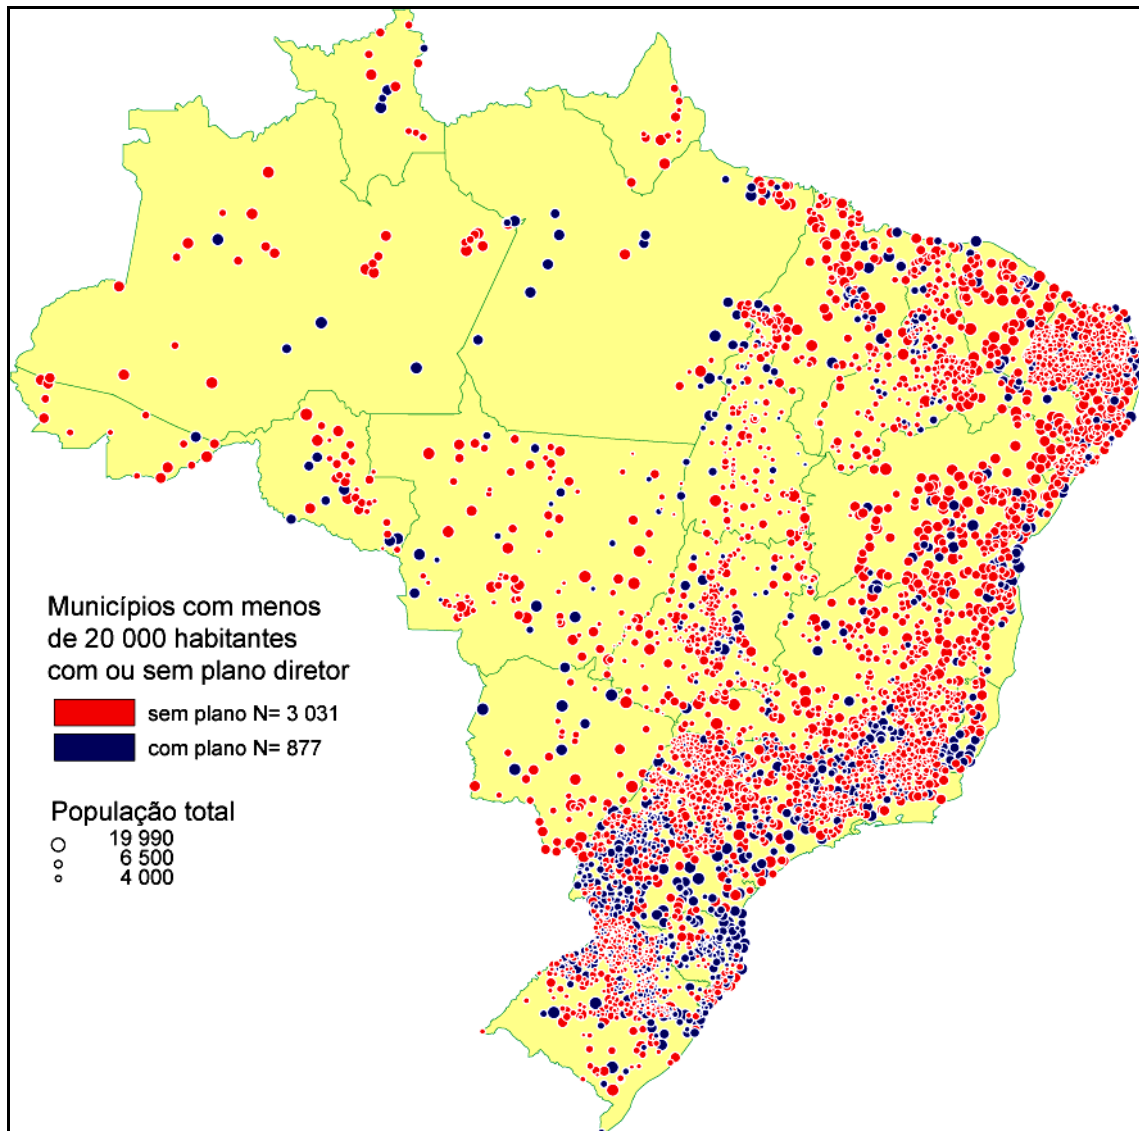 Municípios com menos
de 20 000 habitantes
com ou sem plano diretor
sem plano N= 3 031
com plano N= 877
População total
19 990
6 500
4 000